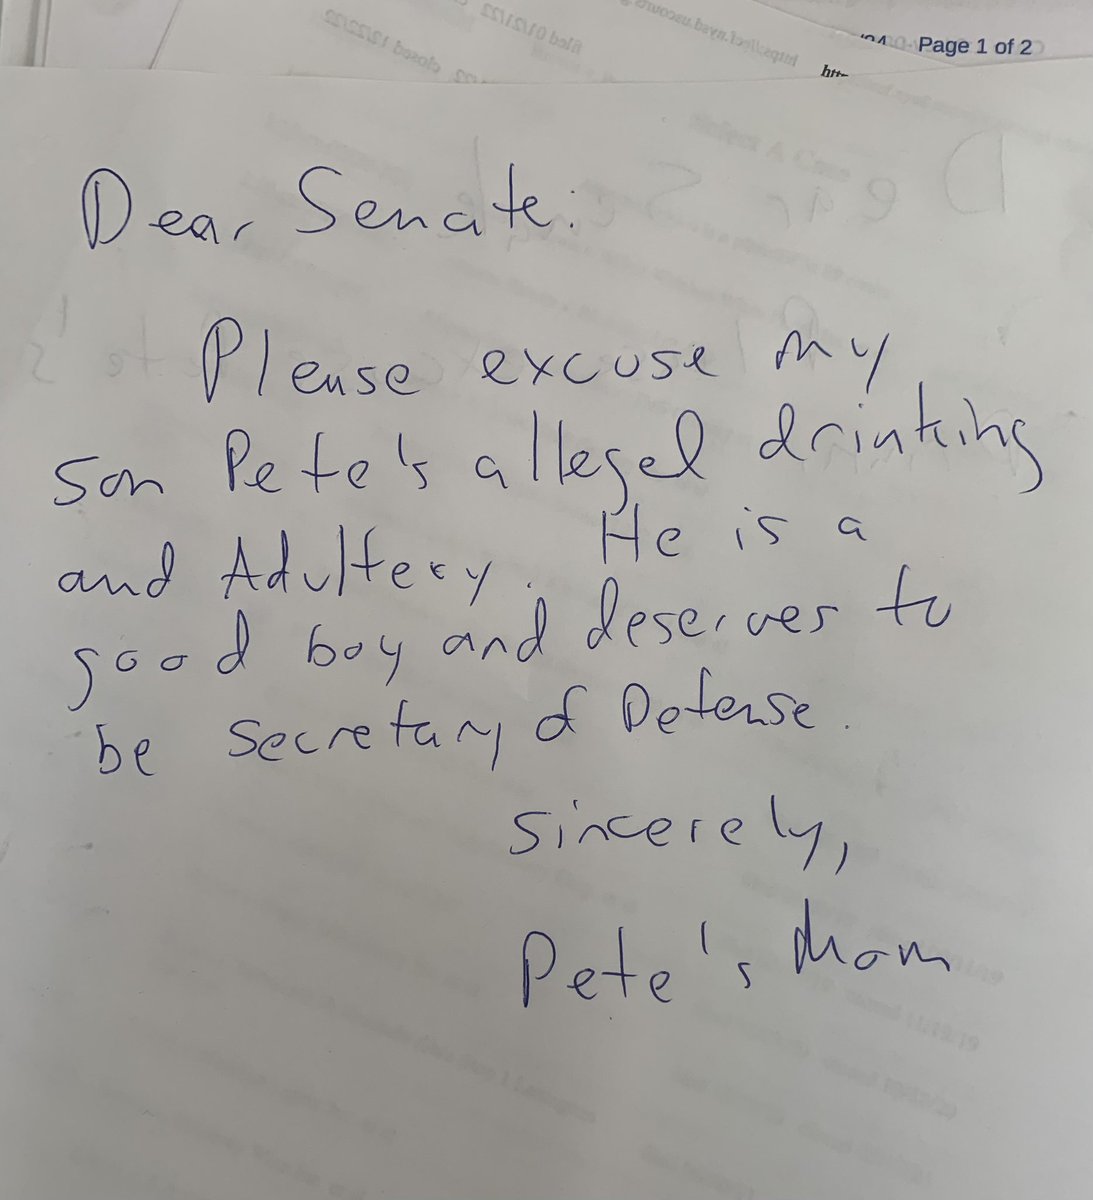 Page 1 of 2
Dear Senate:
Please excuse my
son Pete's alleged drinking
and Adultery. He is a
good boy and deserves to
be Secretary of Defense.
Sincerely,
Pete's Mom